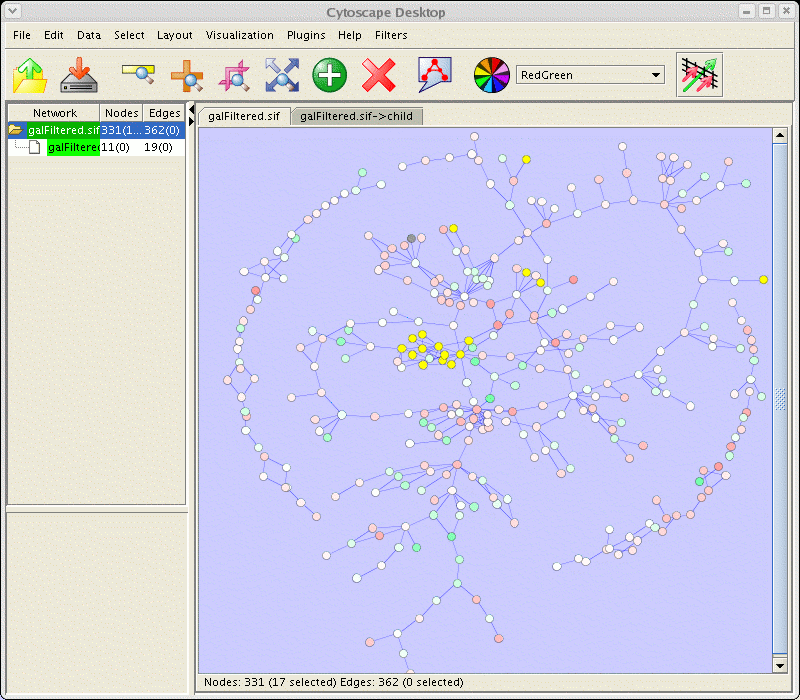 Cytoscape Desktop
File Edit Data Select Layout Visualization Plugins Help Filters
RedGreen
Network Nodes Edges
galFiltered.sif 331(1... 362(0)
galFiltere 11(0) 19(0)
galFiltered.sif galFiltered.sif->child
Nodes: 331 (17 selected) Edges: 362 (0 selected)